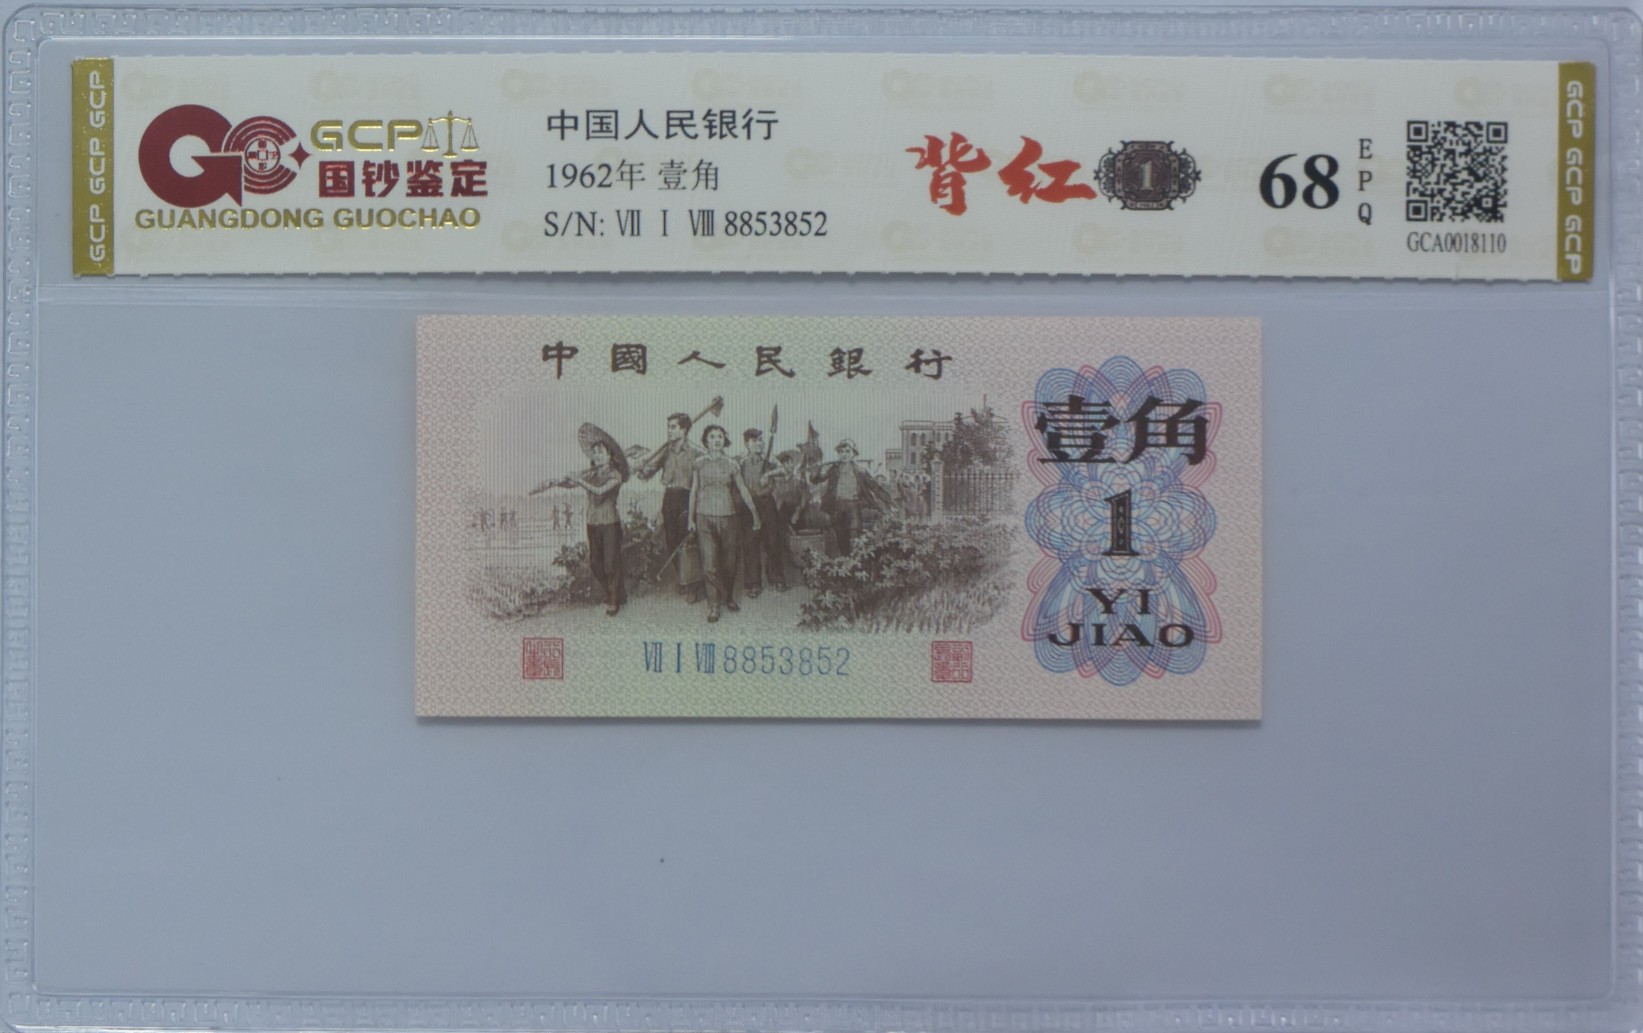 GCP GCP GCP
GCP
国钞鉴定
GUANGDONG GUOCHAO
中国人民银行
1962年 壹角
S/N: Ⅶ Ⅰ Ⅷ 8853852
背红
1
68
EPQ
GCA0018110
GCP GCP GCP
中國人民銀行
壹角
1
YI
JIAO
Ⅶ Ⅰ Ⅷ 8853852